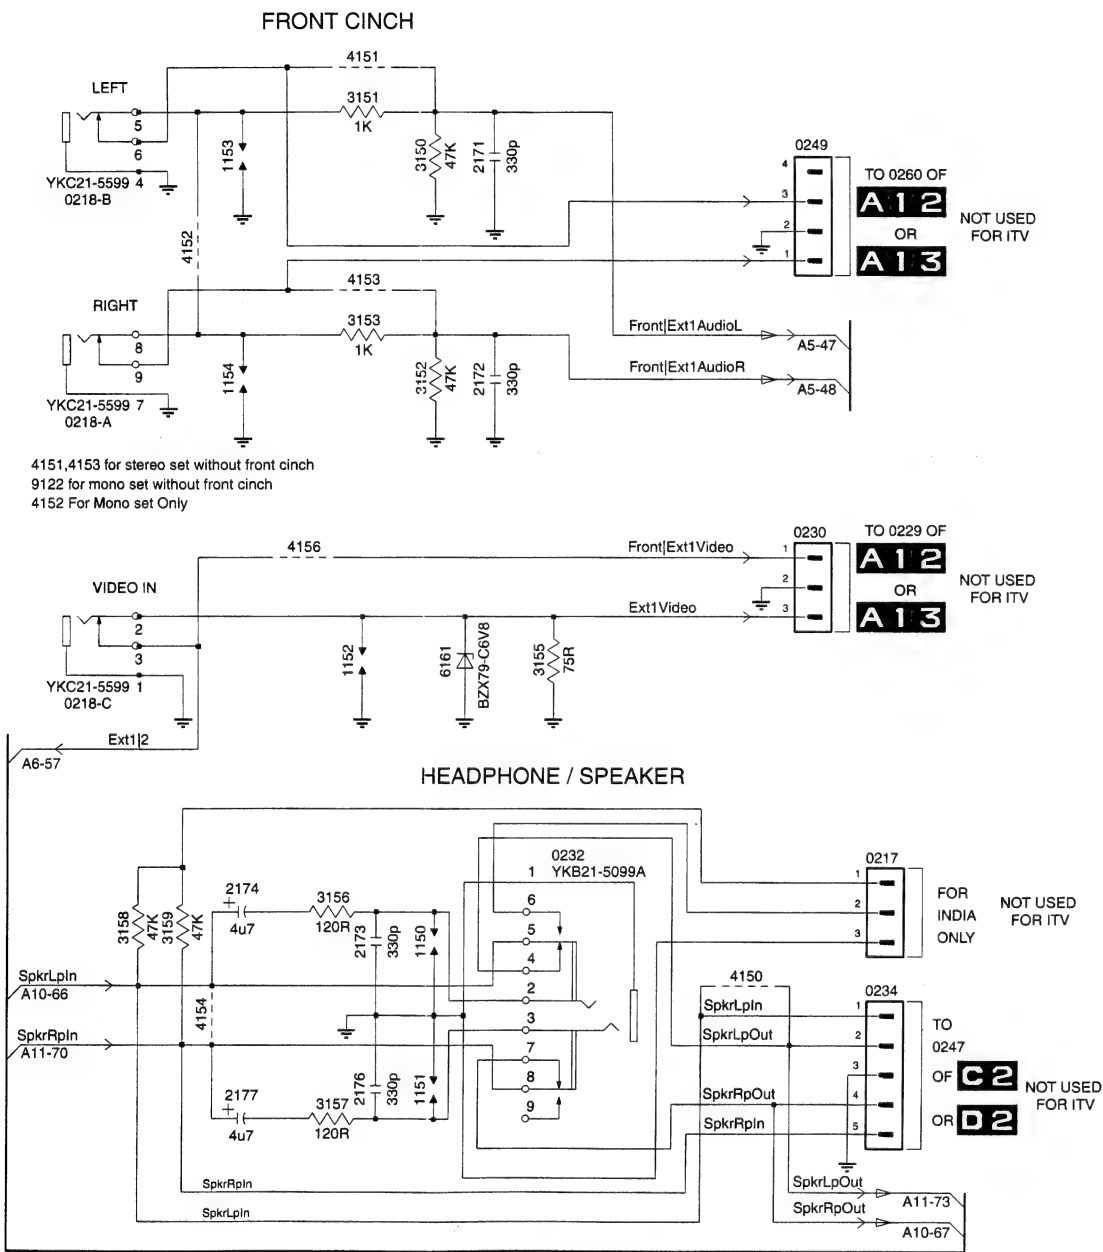 FRONT CINCH
4151
LEFT
3151
1K
5
6
YKC21-5599 4
0218-B
1153
3150
47K
2171
330p
0249
4
3
2
1
TO 0260 OF
A12
OR
A13
NOT USED
FOR ITV
4152
4153
RIGHT
3153
1K
8
9
YKC21-5599 7
0218-A
1154
3152
47K
2172
330p
Front|Ext1AudioL
A5-47
Front|Ext1AudioR
A5-48
4151,4153 for stereo set without front cinch
9122 for mono set without front cinch
4152 For Mono set Only
4156
Front|Ext1Video
0230
1
2
3
TO 0229 OF
A12
OR
A13
NOT USED
FOR ITV
VIDEO IN
2
3
YKC21-5599 1
0218-C
Ext1Video
1152
6161
BZX79-C6V8
3155
75R
Ext1|2
A6-57
HEADPHONE / SPEAKER
0232
YKB21-5099A
1
6
5
4
2
3
7
8
9
3158
47K
3159
47K
2174
+
4u7
3156
120R
2173
330p
1150
SpkrLpIn
A10-66
4154
SpkrRpIn
A11-70
2177
+
4u7
3157
120R
2176
330p
1151
0217
1
2
3
FOR
INDIA
ONLY
NOT USED
FOR ITV
4150
SpkrLpIn
SpkrLpOut
SpkrRpOut
SpkrRpIn
0234
1
2
3
4
5
TO
0247
OF C2
OR D2
NOT USED
FOR ITV
SpkrRpIn
SpkrLpIn
SpkrLpOut
A11-73
SpkrRpOut
A10-67